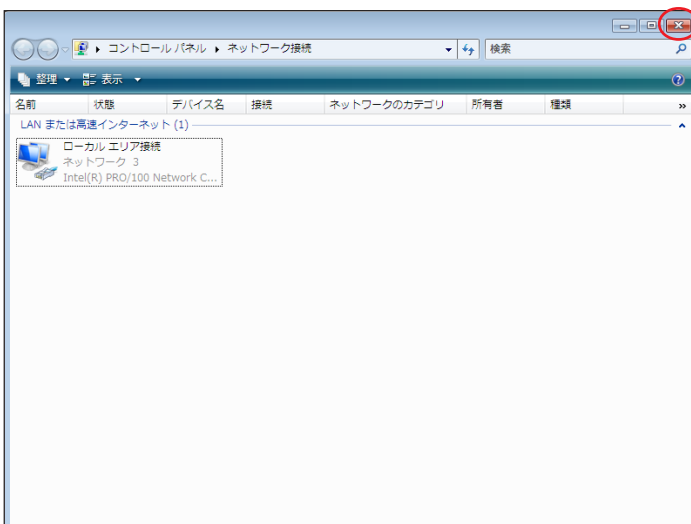 コントロール パネル ▸ ネットワーク接続 検索
整理 表示
名前 状態 デバイス名 接続 ネットワークのカテゴリ 所有者 種類 »
LAN または高速インターネット (1)
ローカル エリア接続
ネットワーク 3
Intel(R) PRO/100 Network C...